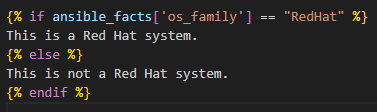 {% if ansible_facts['os_family'] == "RedHat" %}
This is a Red Hat system.
{% else %}
This is not a Red Hat system.
{% endif %}